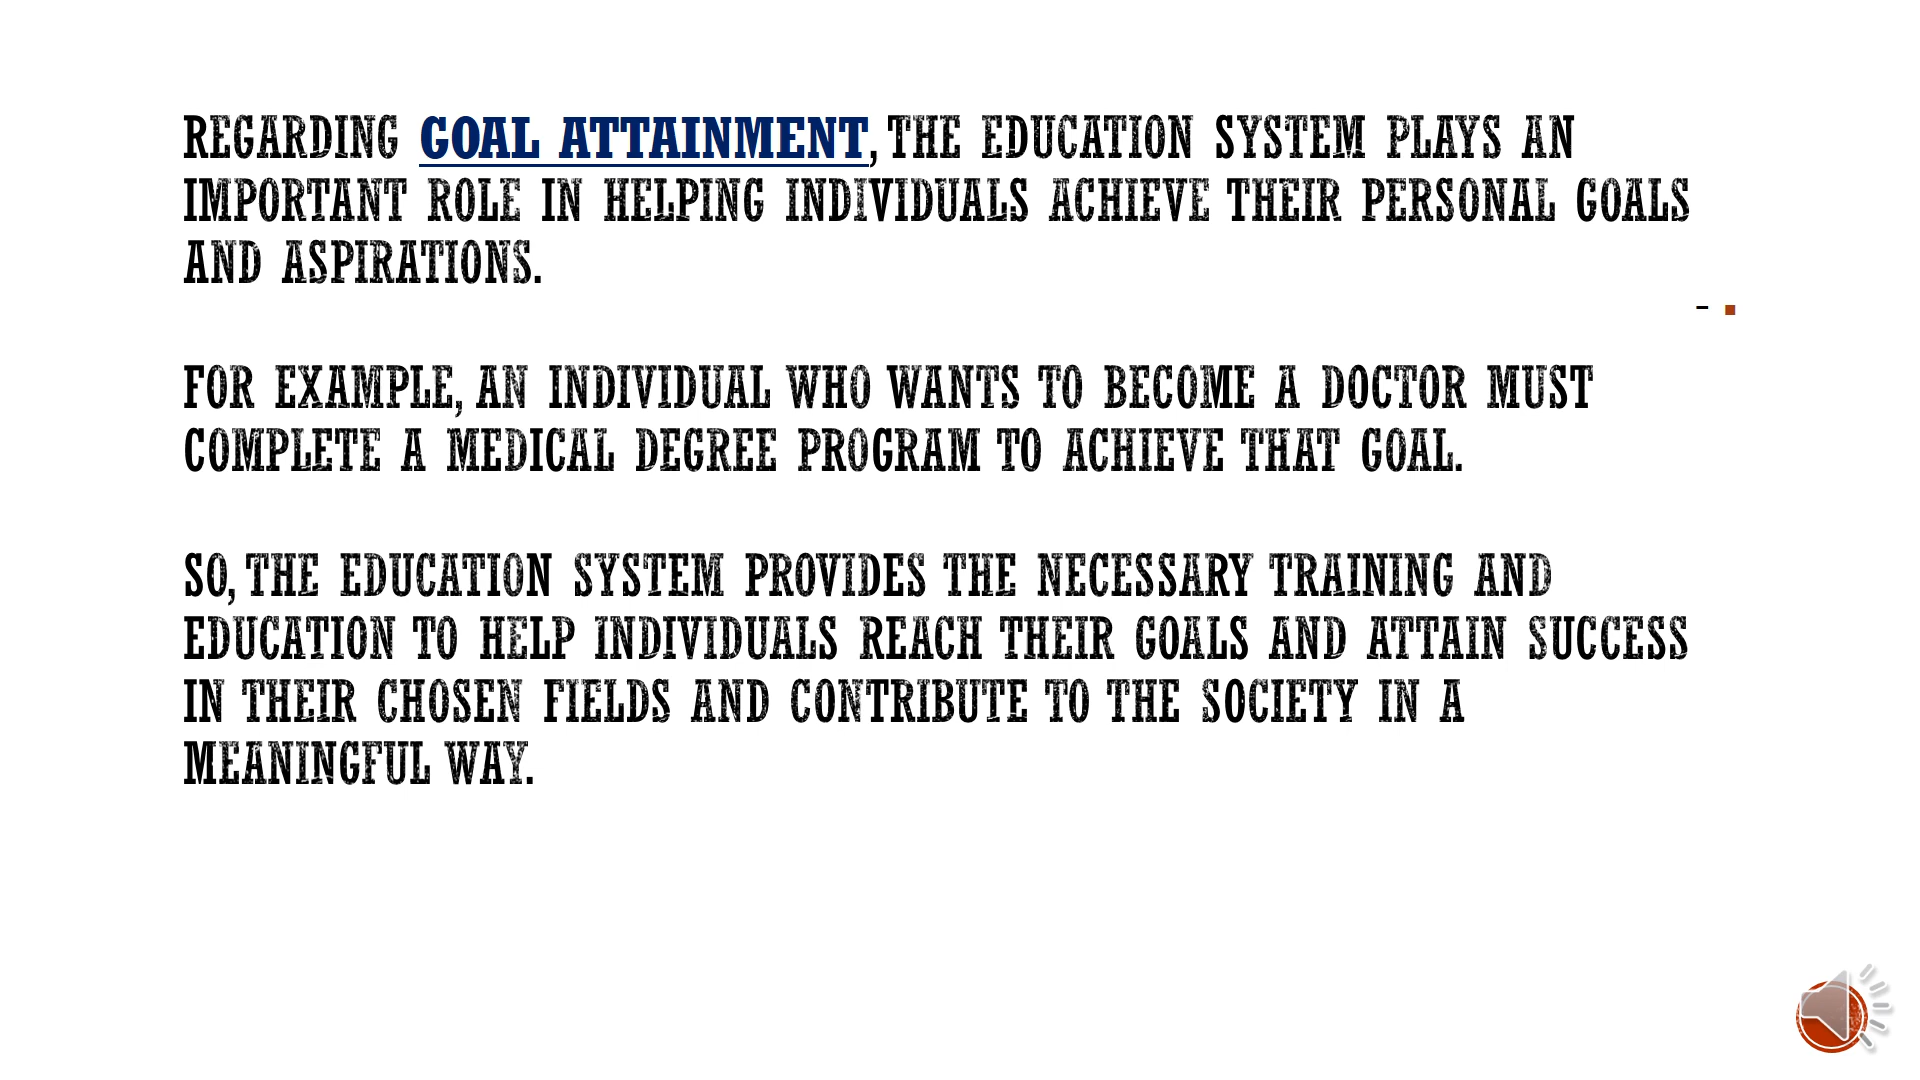 REGARDING GOAL ATTAINMENT, THE EDUCATION SYSTEM PLAYS AN
IMPORTANT ROLE IN HELPING INDIVIDUALS ACHIEVE THEIR PERSONAL GOALS
AND ASPIRATIONS.
- ▪
FOR EXAMPLE, AN INDIVIDUAL WHO WANTS TO BECOME A DOCTOR MUST
COMPLETE A MEDICAL DEGREE PROGRAM TO ACHIEVE THAT GOAL.
SO, THE EDUCATION SYSTEM PROVIDES THE NECESSARY TRAINING AND
EDUCATION TO HELP INDIVIDUALS REACH THEIR GOALS AND ATTAIN SUCCESS
IN THEIR CHOSEN FIELDS AND CONTRIBUTE TO THE SOCIETY IN A
MEANINGFUL WAY.